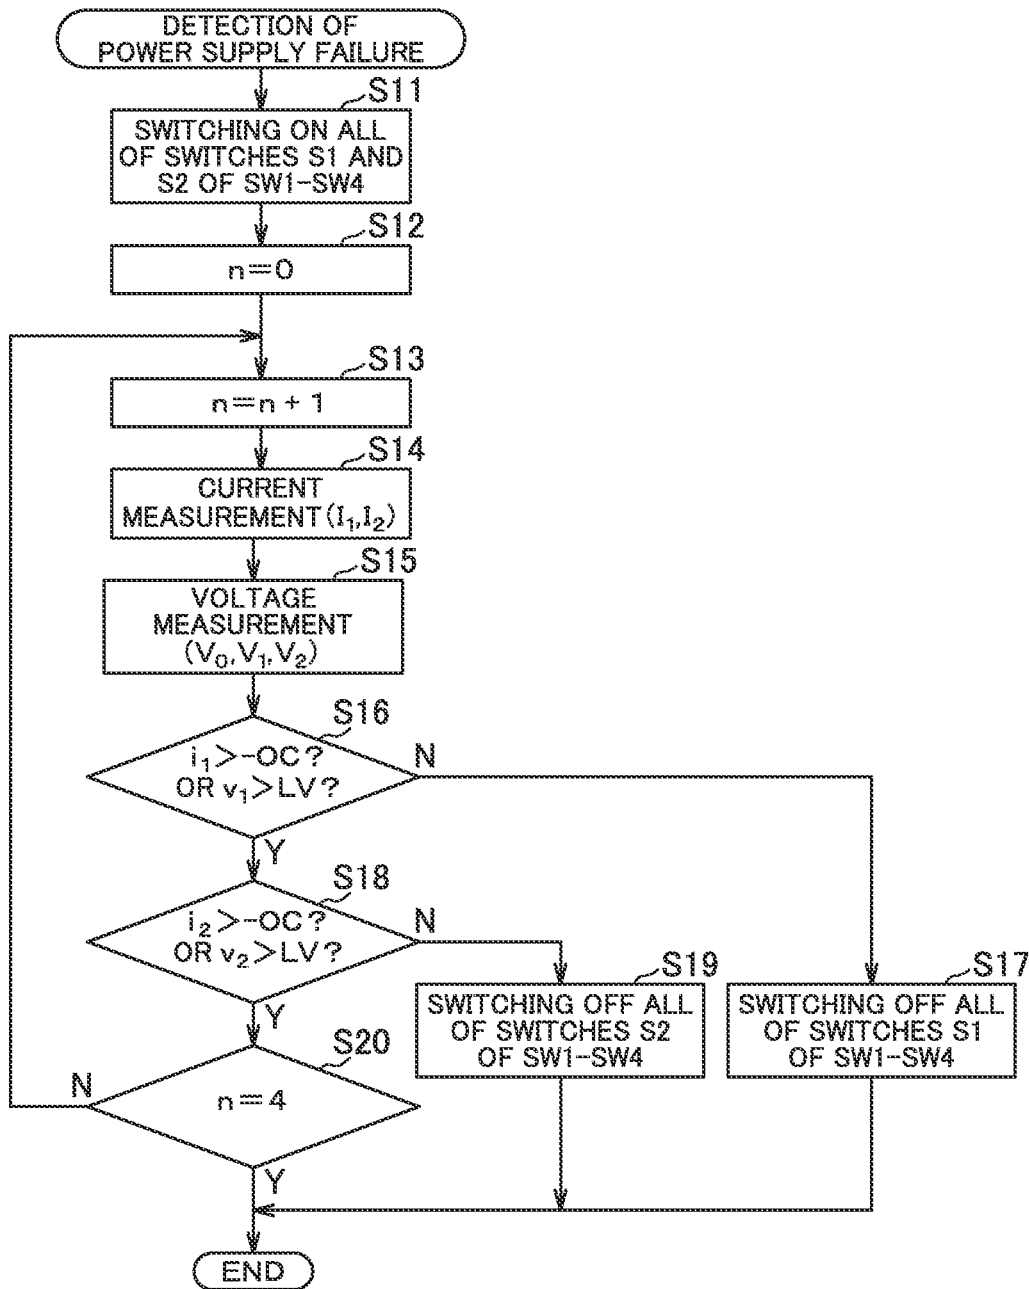 DETECTION OF
POWER SUPPLY FAILURE
S11
SWITCHING ON ALL
OF SWITCHES S1 AND
S2 OF SW1-SW4
S12
n=0
S13
n=n+1
S14
CURRENT
MEASUREMENT(I₁,I₂)
S15
VOLTAGE
MEASUREMENT
(V₀,V₁,V₂)
S16
i₁>-OC?
OR v₁>LV?
N
Y
S18
i₂>-OC?
OR v₂>LV?
N
Y
S19
SWITCHING OFF ALL
OF SWITCHES S2
OF SW1-SW4
S17
SWITCHING OFF ALL
OF SWITCHES S1
OF SW1-SW4
S20
n=4
N
Y
END